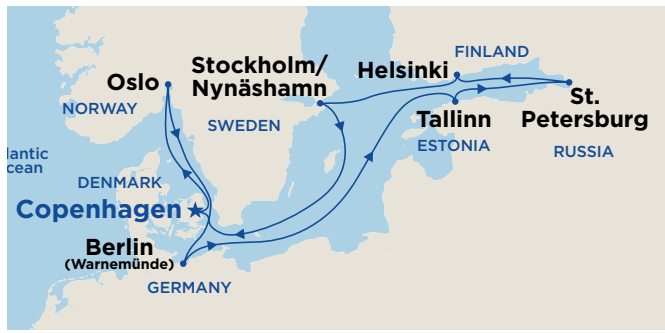 FINLAND
Stockholm/
Nynäshamn
Helsinki
Oslo
St.
Petersburg
NORWAY
Tallinn
SWEDEN
ESTONIA
RUSSIA
lantic
cean
DENMARK
Copenhagen
Berlin
(Warnemünde)
GERMANY